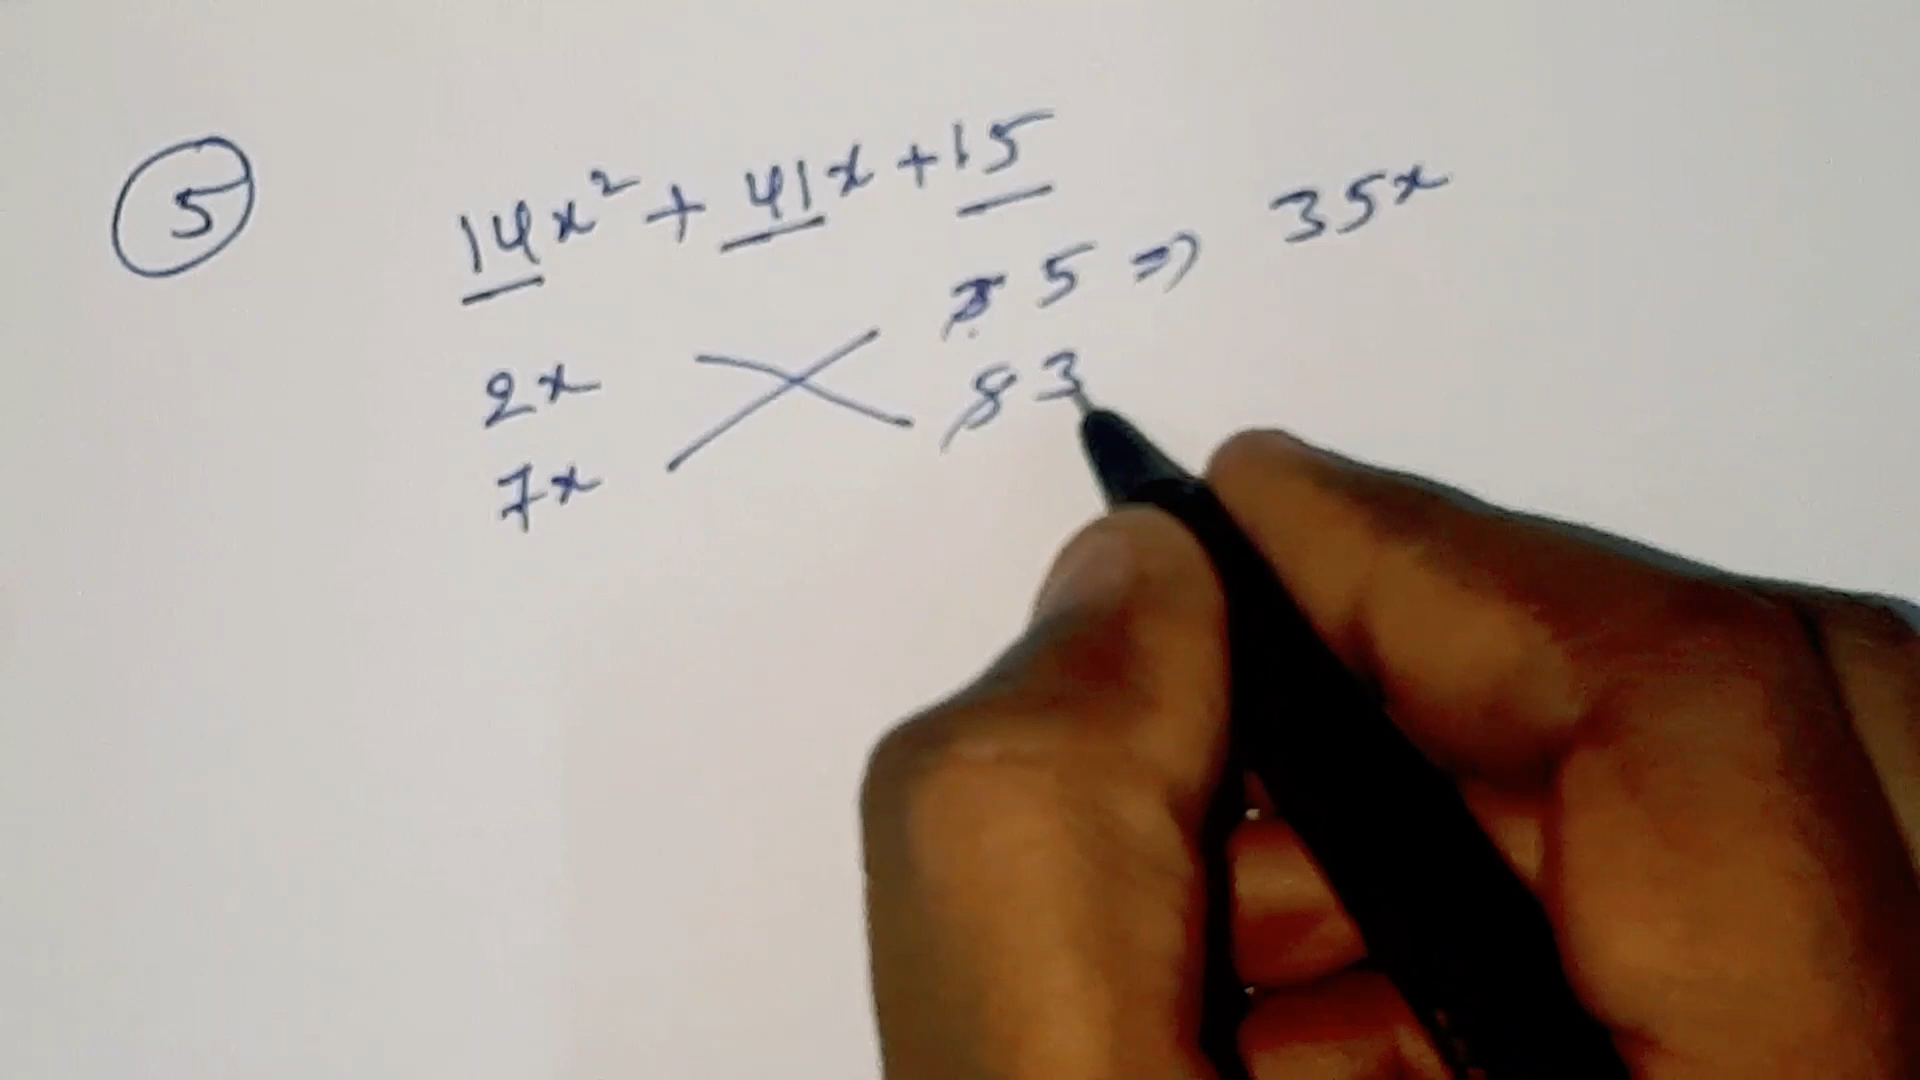 5
14x² + 41x + 15
5 ⇒ 35x
2x
3
7x